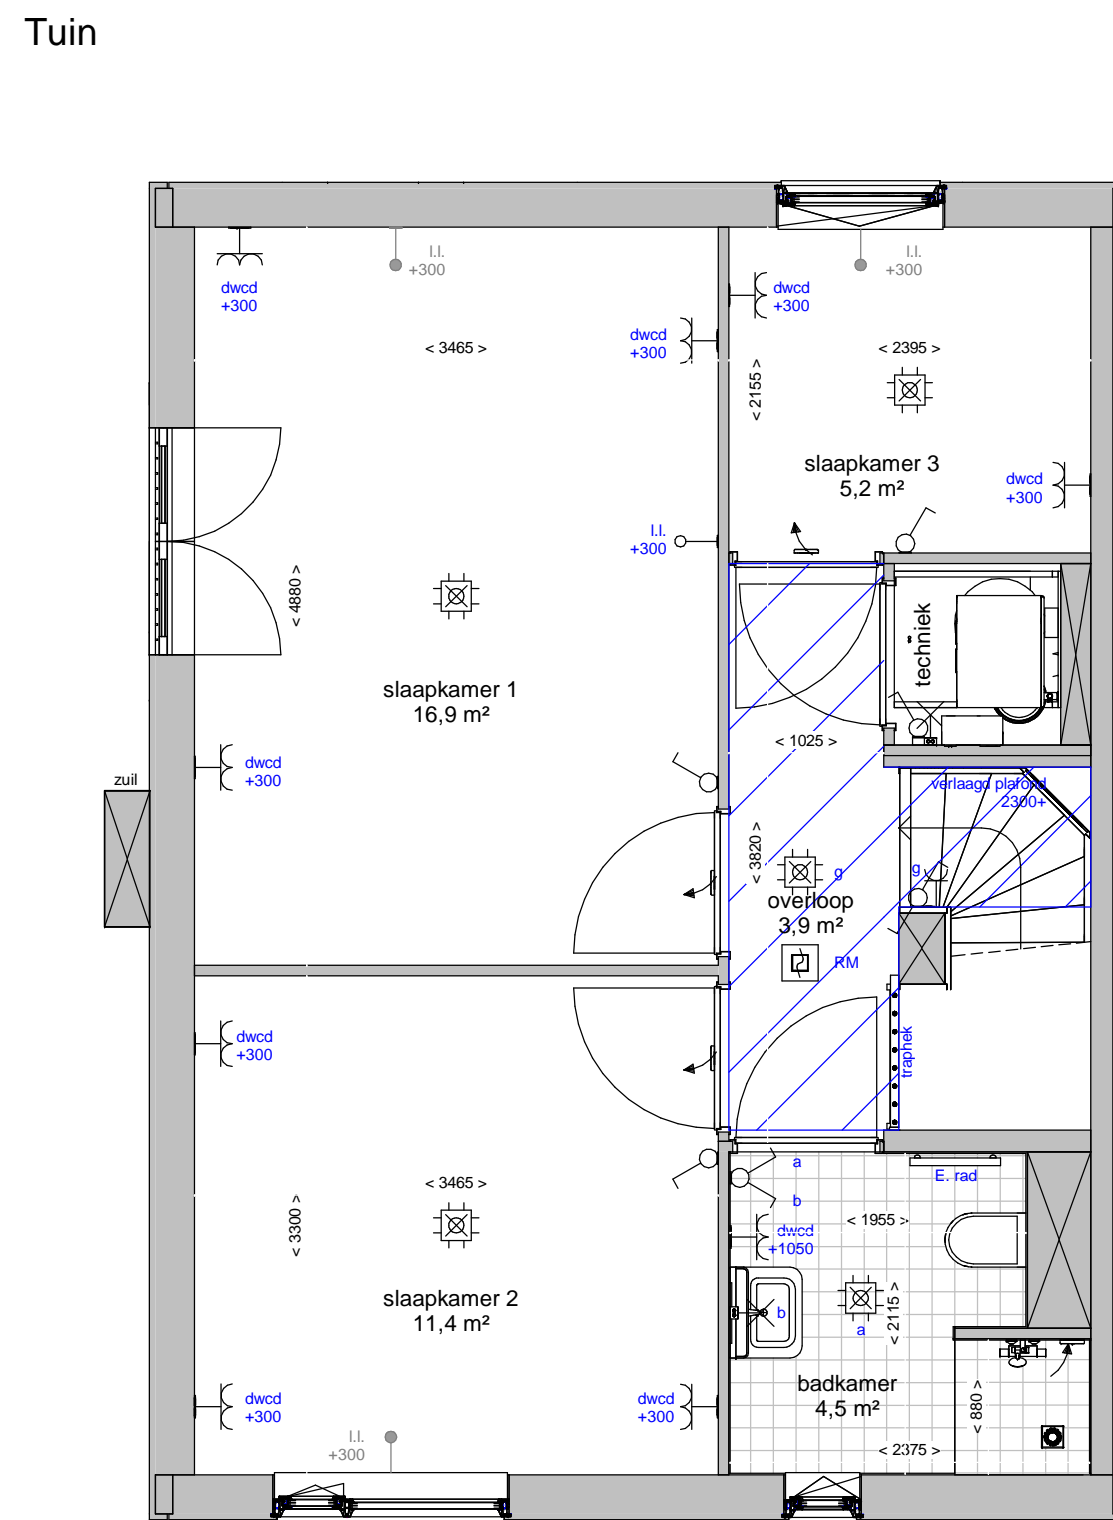 Tuin
l.l.
+300
l.l.
+300
dwcd
+300
dwcd
+300
dwcd
+300
< 3465 >
< 2395 >
< 2155 >
slaapkamer 3
5,2 m²
dwcd
+300
l.l.
+300
< 4880 >
techniek
slaapkamer 1
16,9 m²
< 1025 >
dwcd
+300
zuil
verlaagd plafond
2300+
< 3820 >
g
g
overloop
3,9 m²
RM
dwcd
+300
traphek
a
E. rad
< 3465 >
b
< 3300 >
< 1955 >
dwcd
+1050
slaapkamer 2
11,4 m²
b
< 2115 >
a
badkamer
4,5 m²
dwcd
+300
dwcd
+300
< 880 >
l.l.
+300
< 2375 >